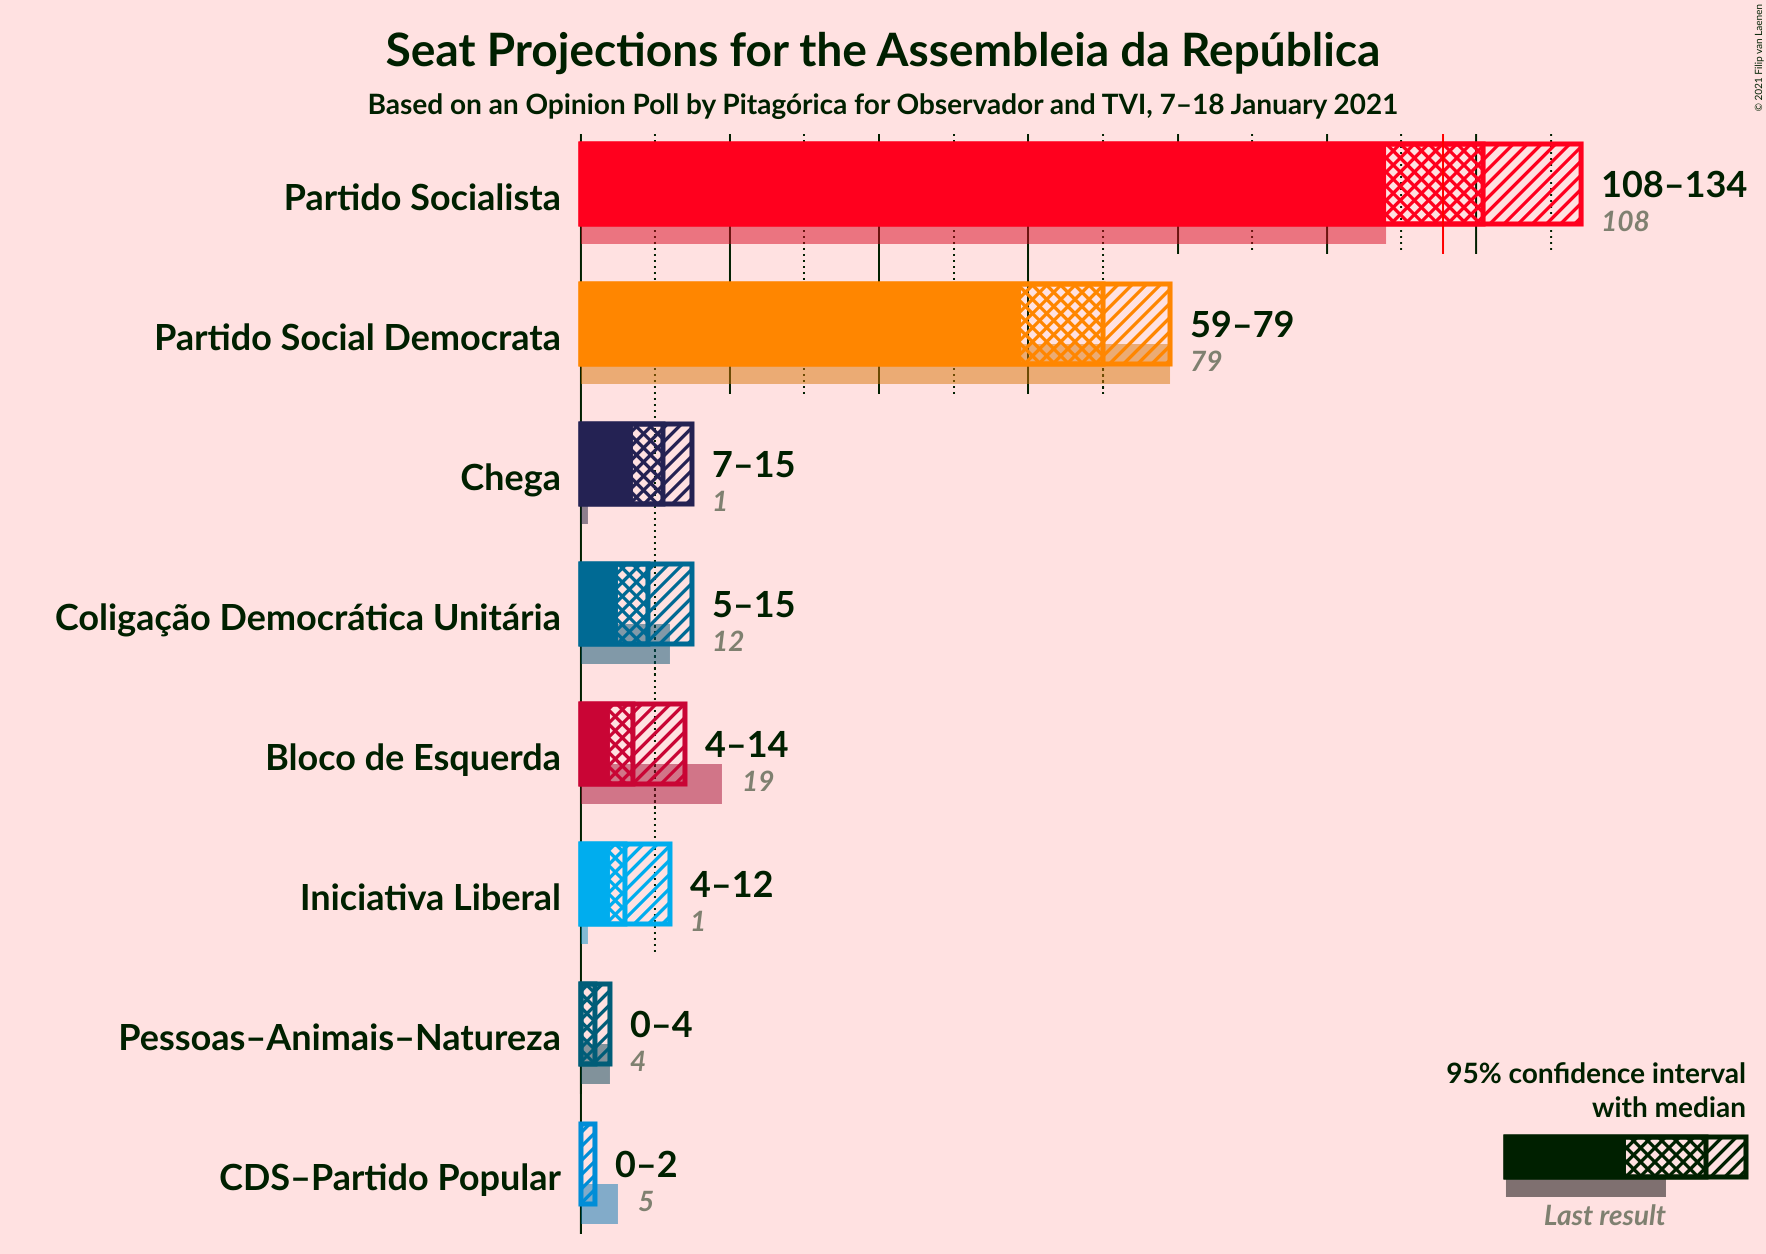 Seat Projections for the Assembleia da República
Based on an Opinion Poll by Pitagórica for Observador and TVI, 7–18 January 2021
© 2021 Filip van Laenen
Partido Socialista
108–134
108
Partido Social Democrata
59–79
79
Chega
7–15
1
Coligação Democrática Unitária
5–15
12
Bloco de Esquerda
4–14
19
Iniciativa Liberal
4–12
1
Pessoas–Animais–Natureza
0–4
4
CDS–Partido Popular
0–2
5
95% confidence interval
with median
Last result